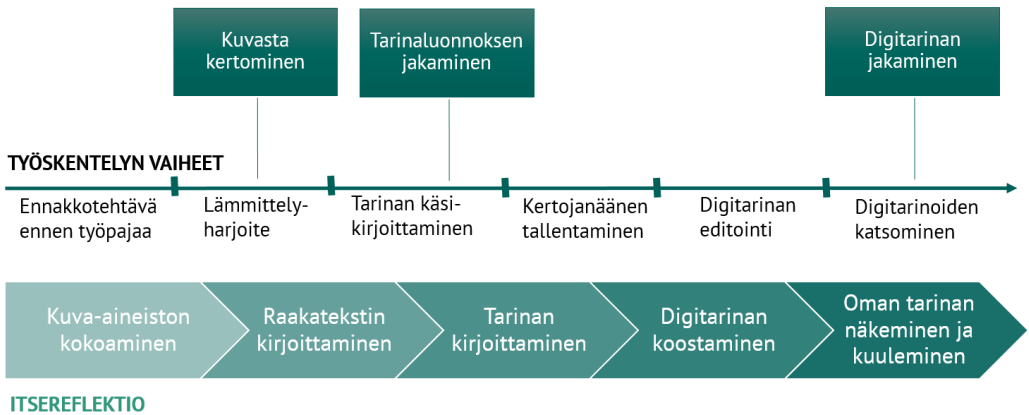 Kuvasta
kertominen
Tarinaluonnoksen
jakaminen
Digitarinan
jakaminen
TYÖSKENTELYN VAIHEET
Ennakkotehtävä
ennen työpajaa
Lämmittely-
harjoite
Tarinan käsi-
kirjoittaminen
Kertojanäänen
tallentaminen
Digitarinan
editointi
Digitarinoiden
katsominen
Kuva-aineiston
kokoaminen
Raakatekstin
kirjoittaminen
Tarinan
kirjoittaminen
Digitarinan
koostaminen
Oman tarinan
näkeminen ja
kuuleminen
ITSEREFLEKTIO